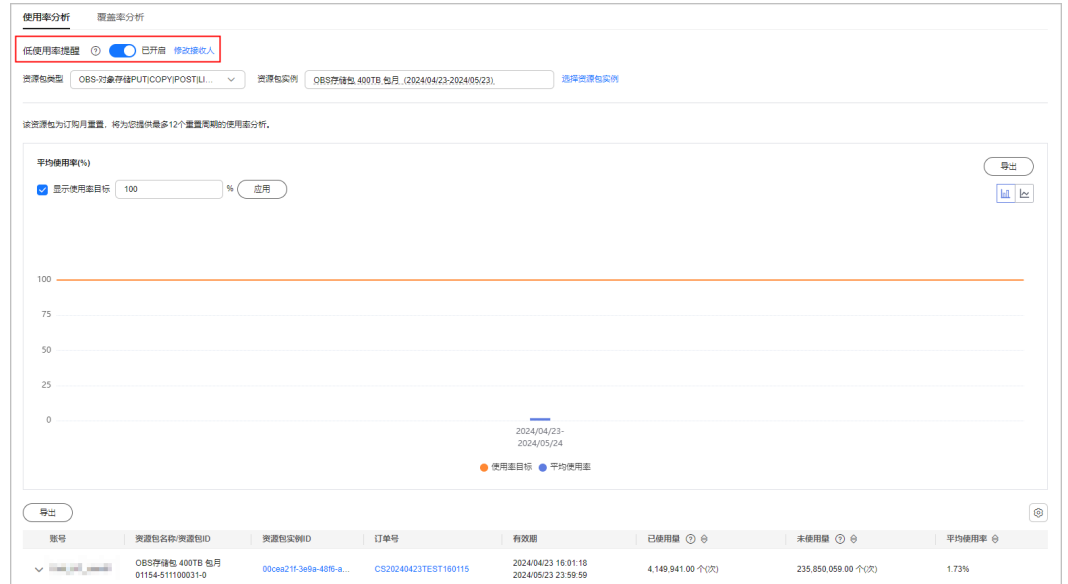 使用率分析 覆盖率分析
低使用率提醒 ? 已开启 修改接收人
资源包类型 OBS-对象存储PUT|COPY|POST|LI... 资源包实例 OBS存储包 400TB 包月 (2024/04/23-2024/05/23) 选择资源包实例
该资源包为订购月重置，将为您提供最多12个重置周期的使用率分析。
平均使用率(%)
导出
显示使用率目标 100 % 应用
100
75
50
25
0
2024/04/23-
2024/05/24
使用率目标 平均使用率
导出
账号 资源包名称/资源包ID 资源包实例ID 订单号 有效期 已使用量 ? 未使用量 ? 平均使用率
OBS存储包 400TB 包月 2024/04/23 16:01:18
00cea21f-3e9a-48f6-a... CS20240423TEST160115 4,149,941.00 个(次) 235,850,059.00 个(次) 1.73%
01154-511100031-0 2024/05/23 23:59:59